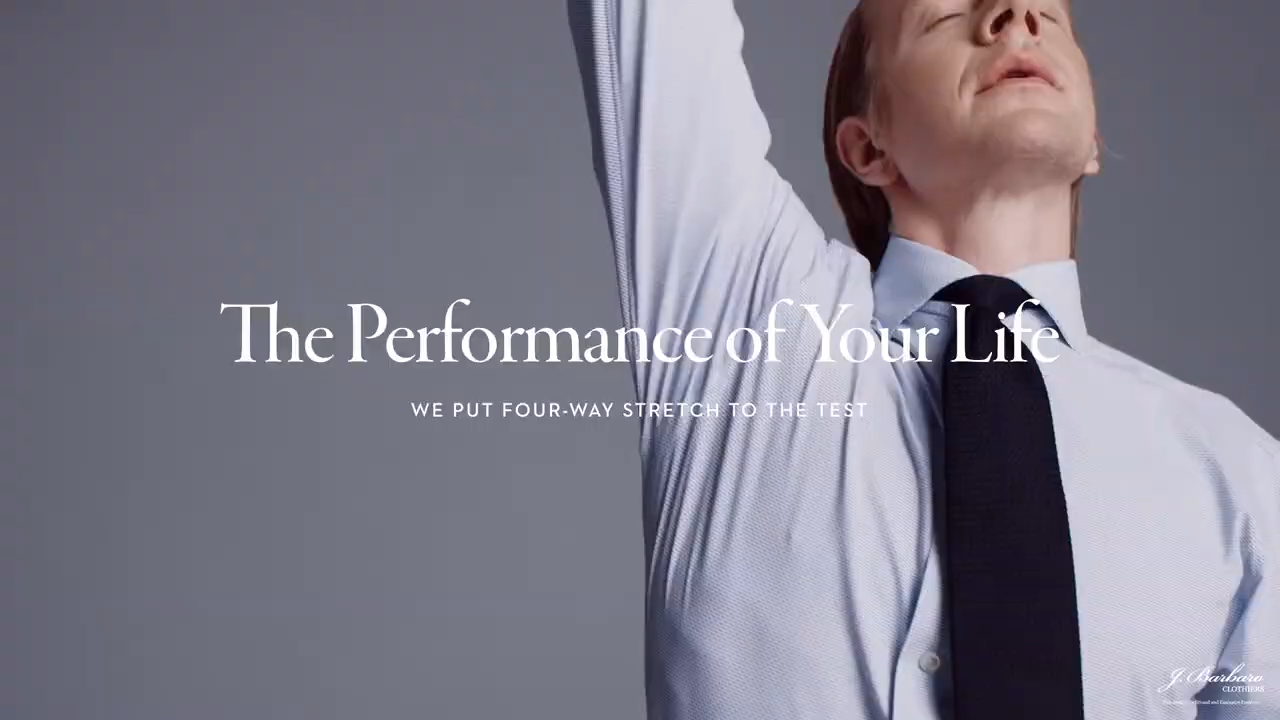 The Performance of Your Life
WE PUT FOUR-WAY STRETCH TO THE TEST
J. Barbaro
CLOTHIERS